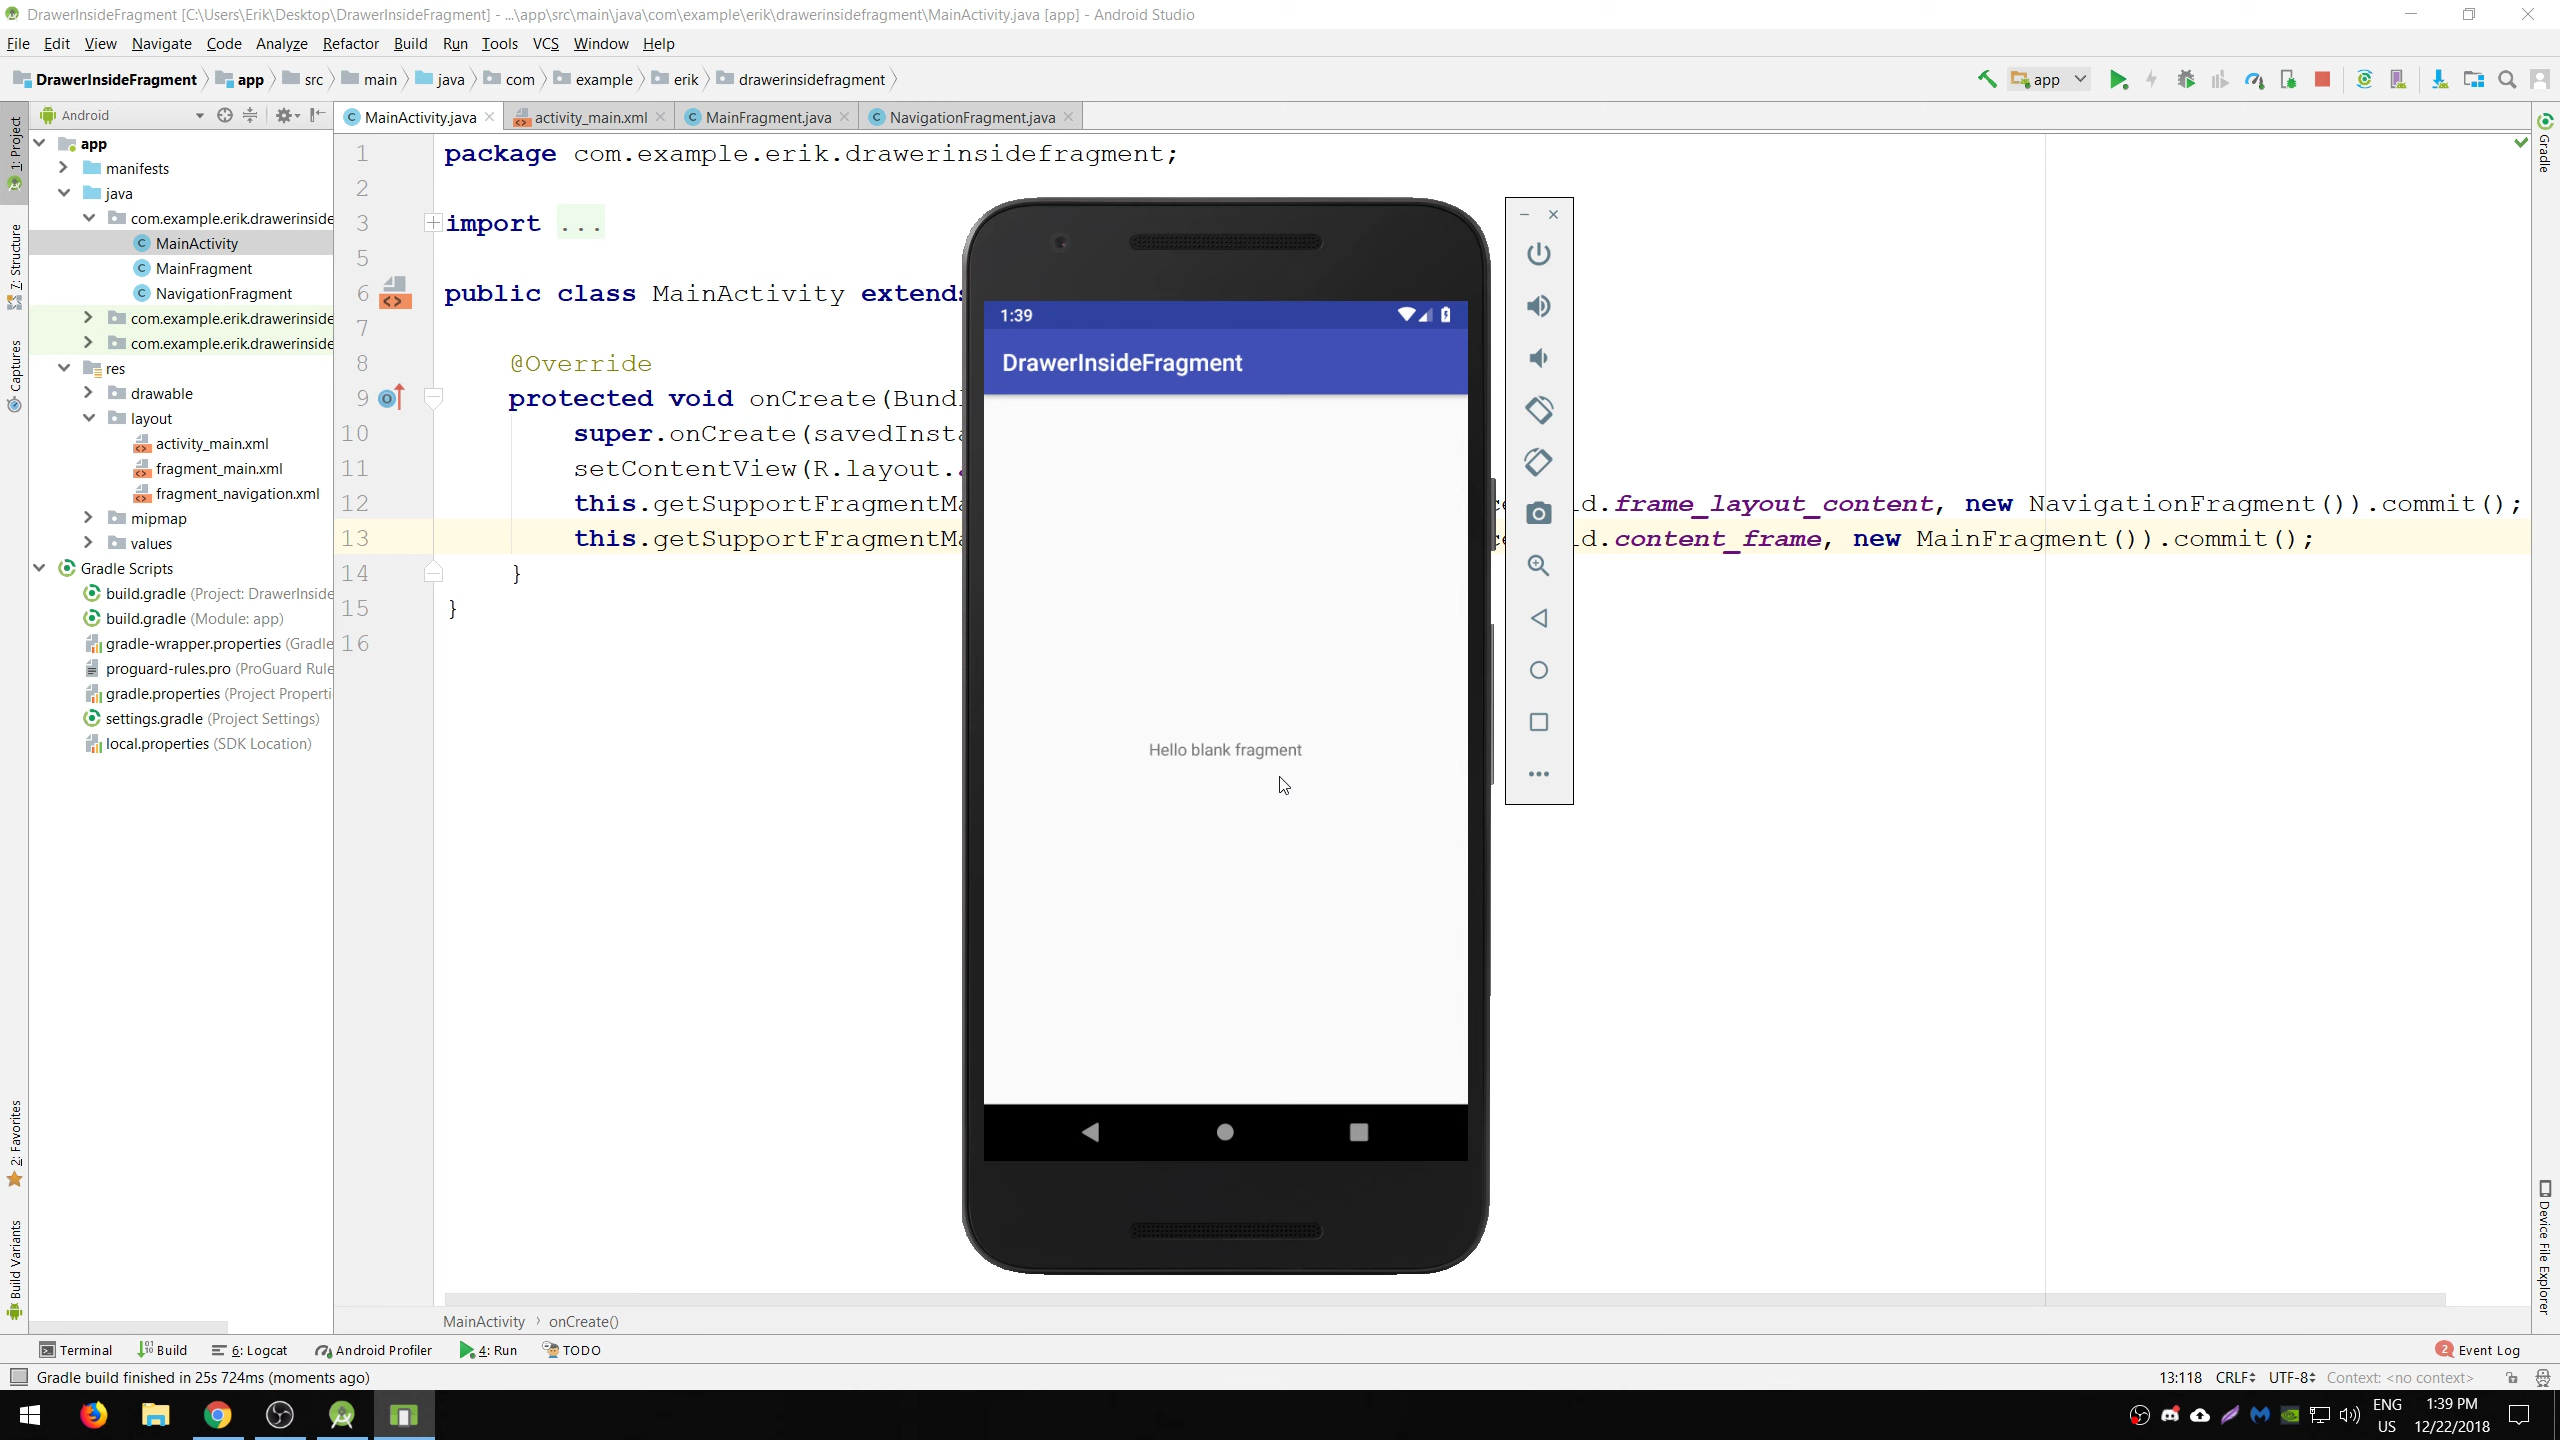 DrawerInsideFragment [C:\Users\Erik\Desktop\DrawerInsideFragment] - ...\app\src\main\java\com\example\erik\drawerinsidefragment\MainActivity.java [app] - Android Studio
File Edit View Navigate Code Analyze Refactor Build Run Tools VCS Window Help
DrawerInsideFragment app src main java com example erik drawerinsidefragment
app
Android
MainActivity.java activity_main.xml MainFragment.java NavigationFragment.java
1: Project
7: Structure
Captures
2: Favorites
Build Variants
app
manifests
java
com.example.erik.drawerinside
MainActivity
MainFragment
NavigationFragment
com.example.erik.drawerinside
com.example.erik.drawerinside
res
drawable
layout
activity_main.xml
fragment_main.xml
fragment_navigation.xml
mipmap
values
Gradle Scripts
build.gradle (Project: DrawerInside
build.gradle (Module: app)
gradle-wrapper.properties (Gradle
proguard-rules.pro (ProGuard Rule
gradle.properties (Project Properti
settings.gradle (Project Settings)
local.properties (SDK Location)
1 package com.example.erik.drawerinsidefragment;
2
3 import ...
5
6 public class MainActivity extends
7
8 @Override
9 protected void onCreate(Bundl
10 super.onCreate(savedInsta
11 setContentView(R.layout.a
12 this.getSupportFragmentMa ce d.frame_layout_content, new NavigationFragment()).commit();
13 this.getSupportFragmentMa ce d.content_frame, new MainFragment()).commit();
14 }
15 }
16
1:39
DrawerInsideFragment
Hello blank fragment
Gradle
Device File Explorer
MainActivity › onCreate()
Terminal Build 6: Logcat Android Profiler 4: Run TODO
2 Event Log
Gradle build finished in 25s 724ms (moments ago)
13:118 CRLF UTF-8 Context: <no context>
ENG
US
1:39 PM
12/22/2018